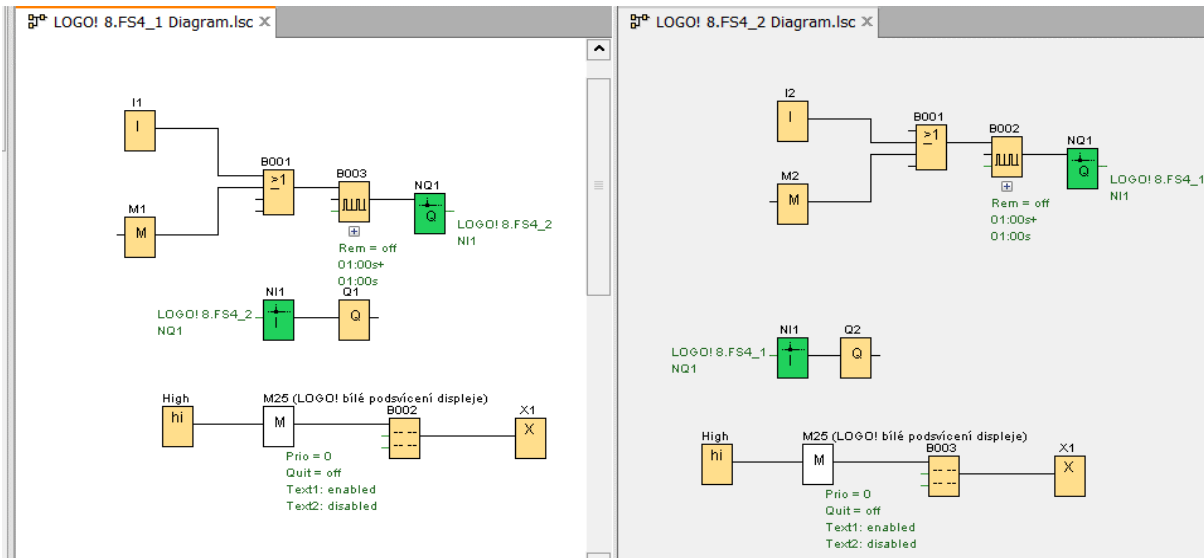 LOGO! 8.FS4_1 Diagram.lsc
I1
I
B001
>1
B003
NQ1
Q
M1
M
LOGO! 8.FS4_2
NI1
Rem = off
01:00s+
01:00s
NI1
Q1
LOGO! 8.FS4_2
NQ1
I
Q
High
hi
M25 (LOGO! bílé podsvícení displeje)
M
B002
X1
X
Prio = 0
Quit = off
Text1: enabled
Text2: disabled
LOGO! 8.FS4_2 Diagram.lsc
I2
I
B001
>1
B002
NQ1
Q
M2
M
LOGO! 8.FS4_1
NI1
Rem = off
01:00s+
01:00s
NI1
Q2
LOGO! 8.FS4_1
NQ1
I
Q
High
hi
M25 (LOGO! bílé podsvícení displeje)
M
B003
X1
X
Prio = 0
Quit = off
Text1: enabled
Text2: disabled